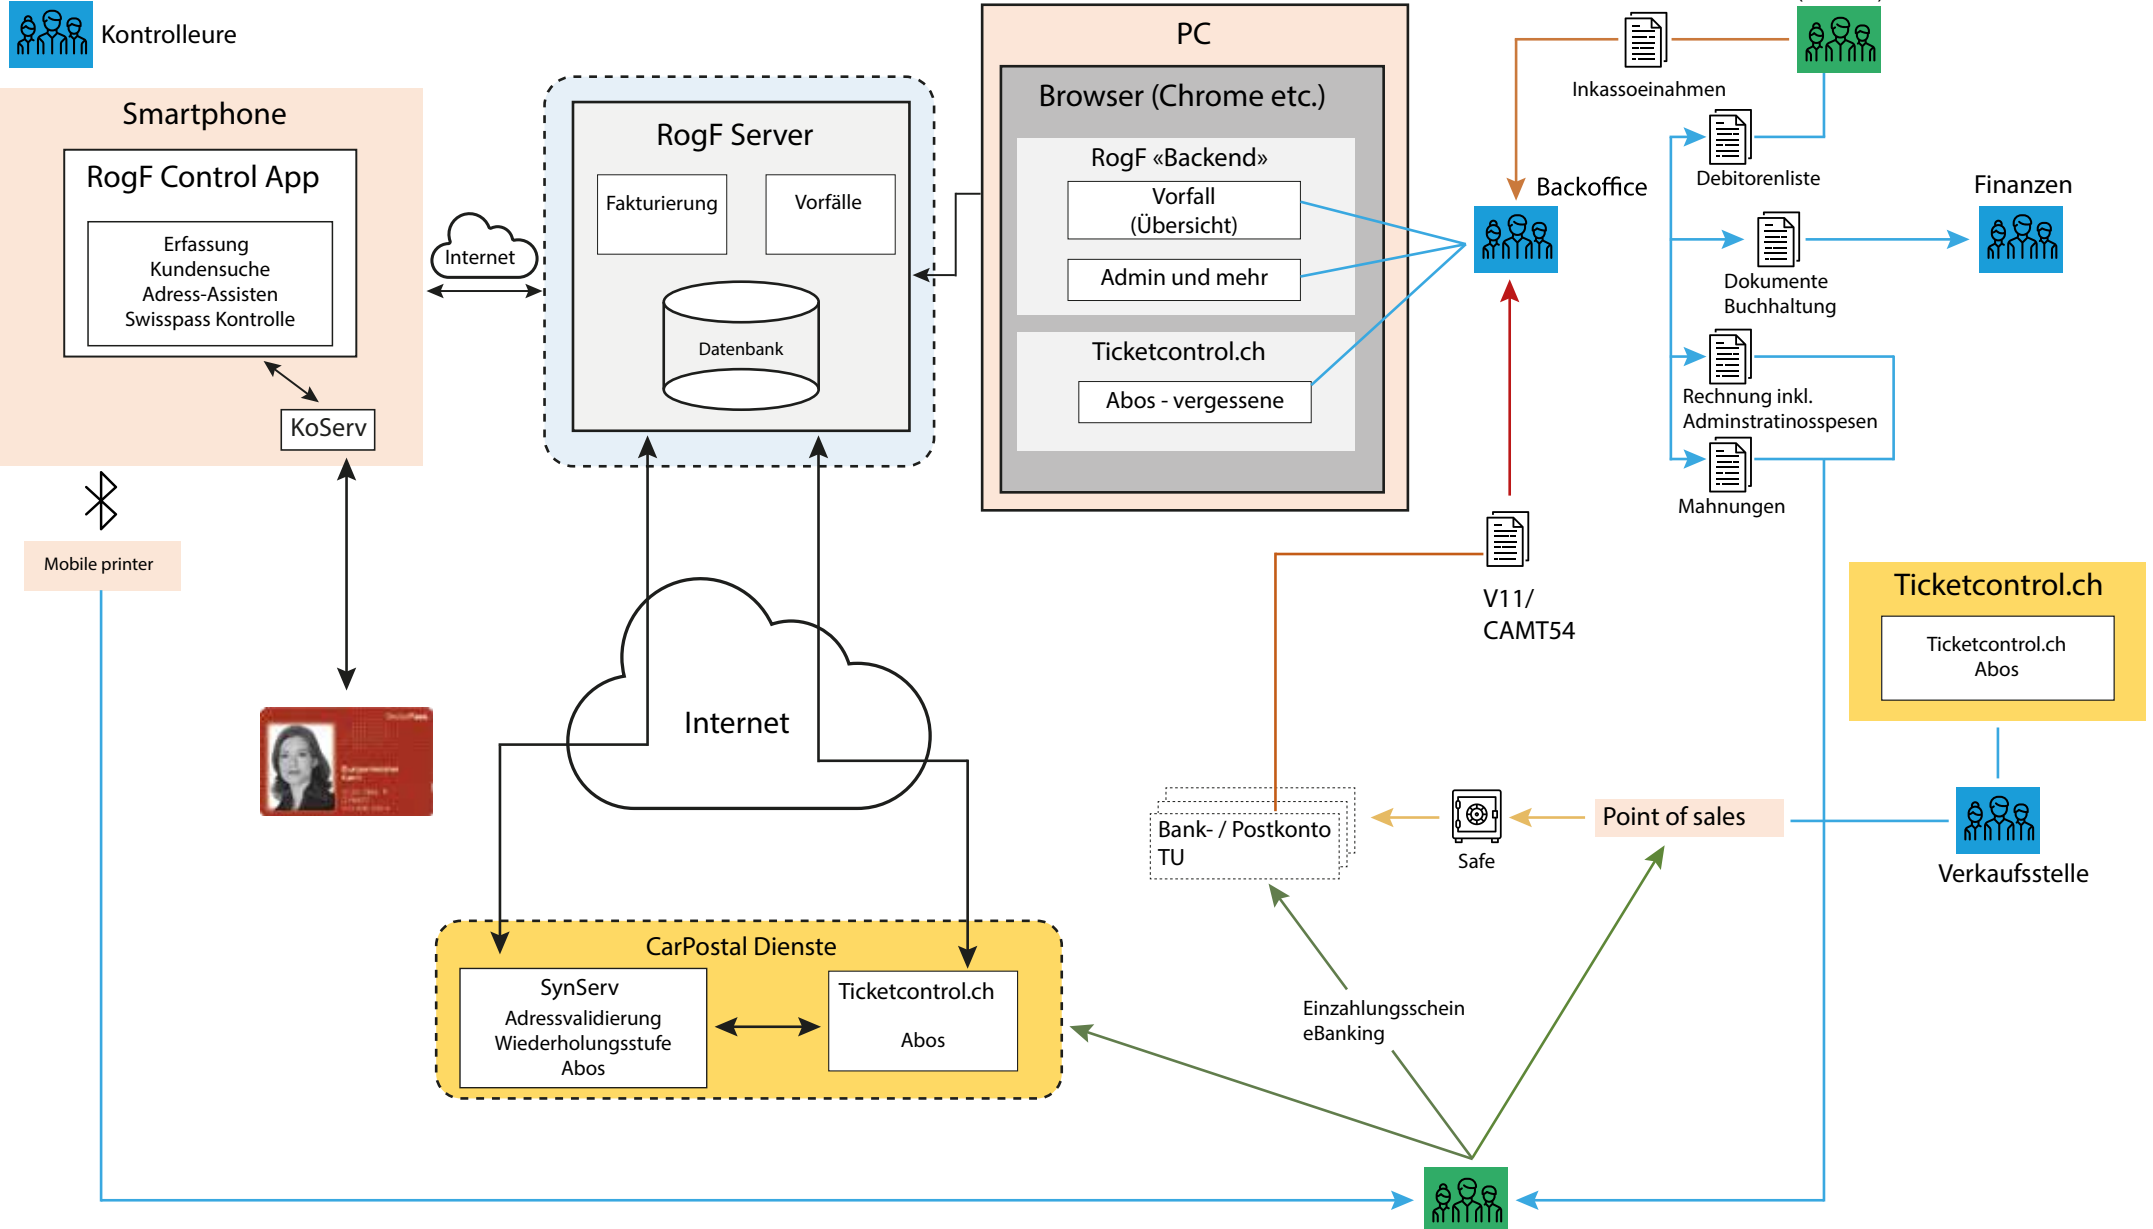 Kontrolleure
Smartphone
RogF Control App
Erfassung
Kundensuche
Adress-Assisten
Swisspass Kontrolle
KoServ
Mobile printer
Internet
RogF Server
Fakturierung
Vorfälle
Datenbank
PC
Browser (Chrome etc.)
RogF «Backend»
Vorfall
(Übersicht)
Admin und mehr
Ticketcontrol.ch
Abos - vergessene
Inkassoeinahmen
Backoffice
Debitorenliste
Finanzen
Dokumente
Buchhaltung
Rechnung inkl.
Adminstratinosspesen
Mahnungen
V11/
CAMT54
Ticketcontrol.ch
Ticketcontrol.ch
Abos
Internet
Bank- / Postkonto
TU
Safe
Point of sales
Verkaufsstelle
CarPostal Dienste
SynServ
Adressvalidierung
Wiederholungsstufe
Abos
Ticketcontrol.ch
Abos
Einzahlungsschein
eBanking